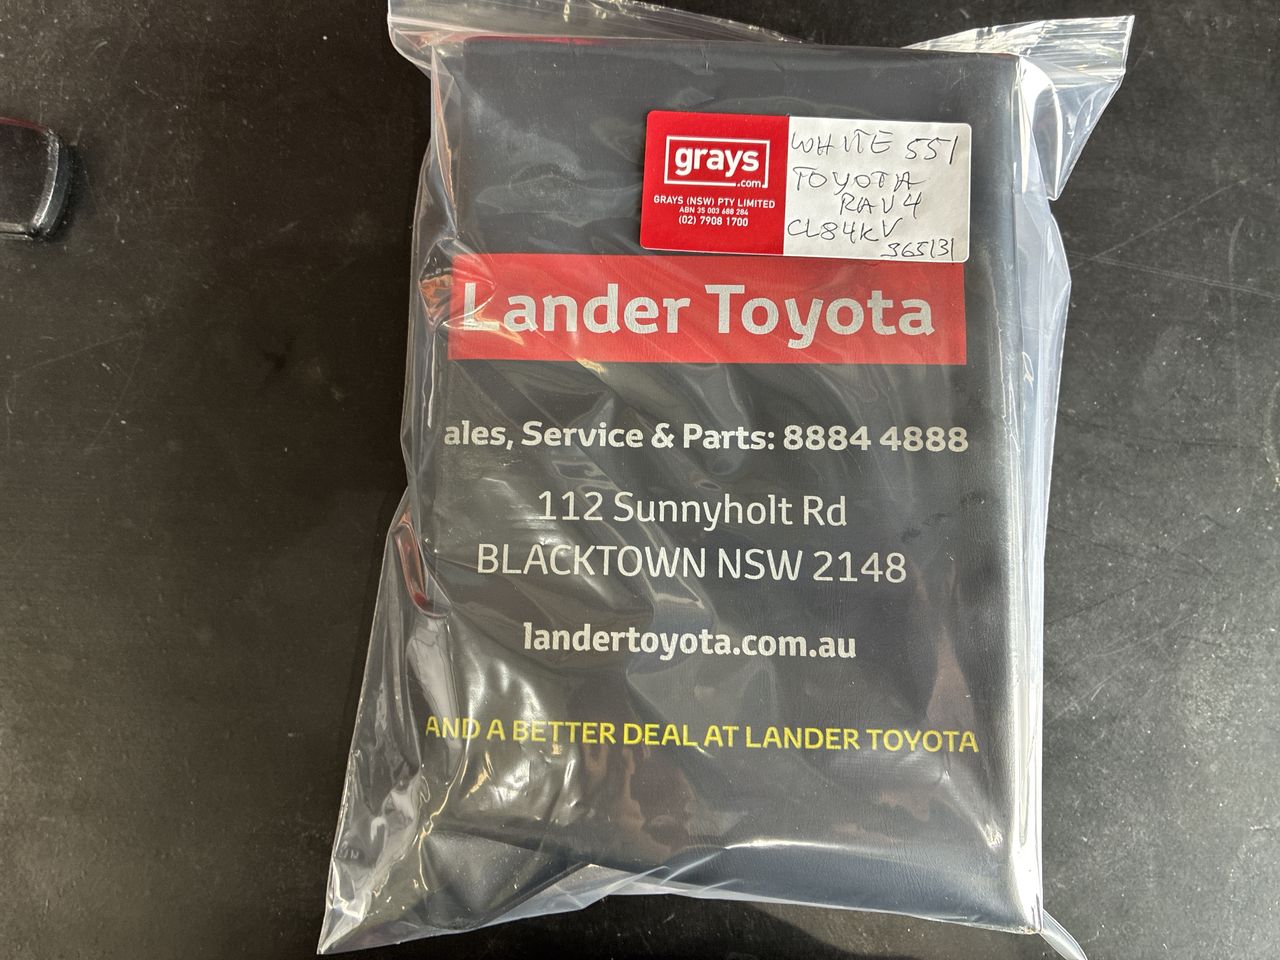 grays
.com
GRAYS (NSW) PTY LIMITED
ABN 35 003 688 284
(02) 7908 1700
WHITE 551
TOYOTA
RAV4
CL84KV
365131
Lander Toyota
ales, Service & Parts: 8884 4888
112 Sunnyholt Rd
BLACKTOWN NSW 2148
landertoyota.com.au
AND A BETTER DEAL AT LANDER TOYOTA